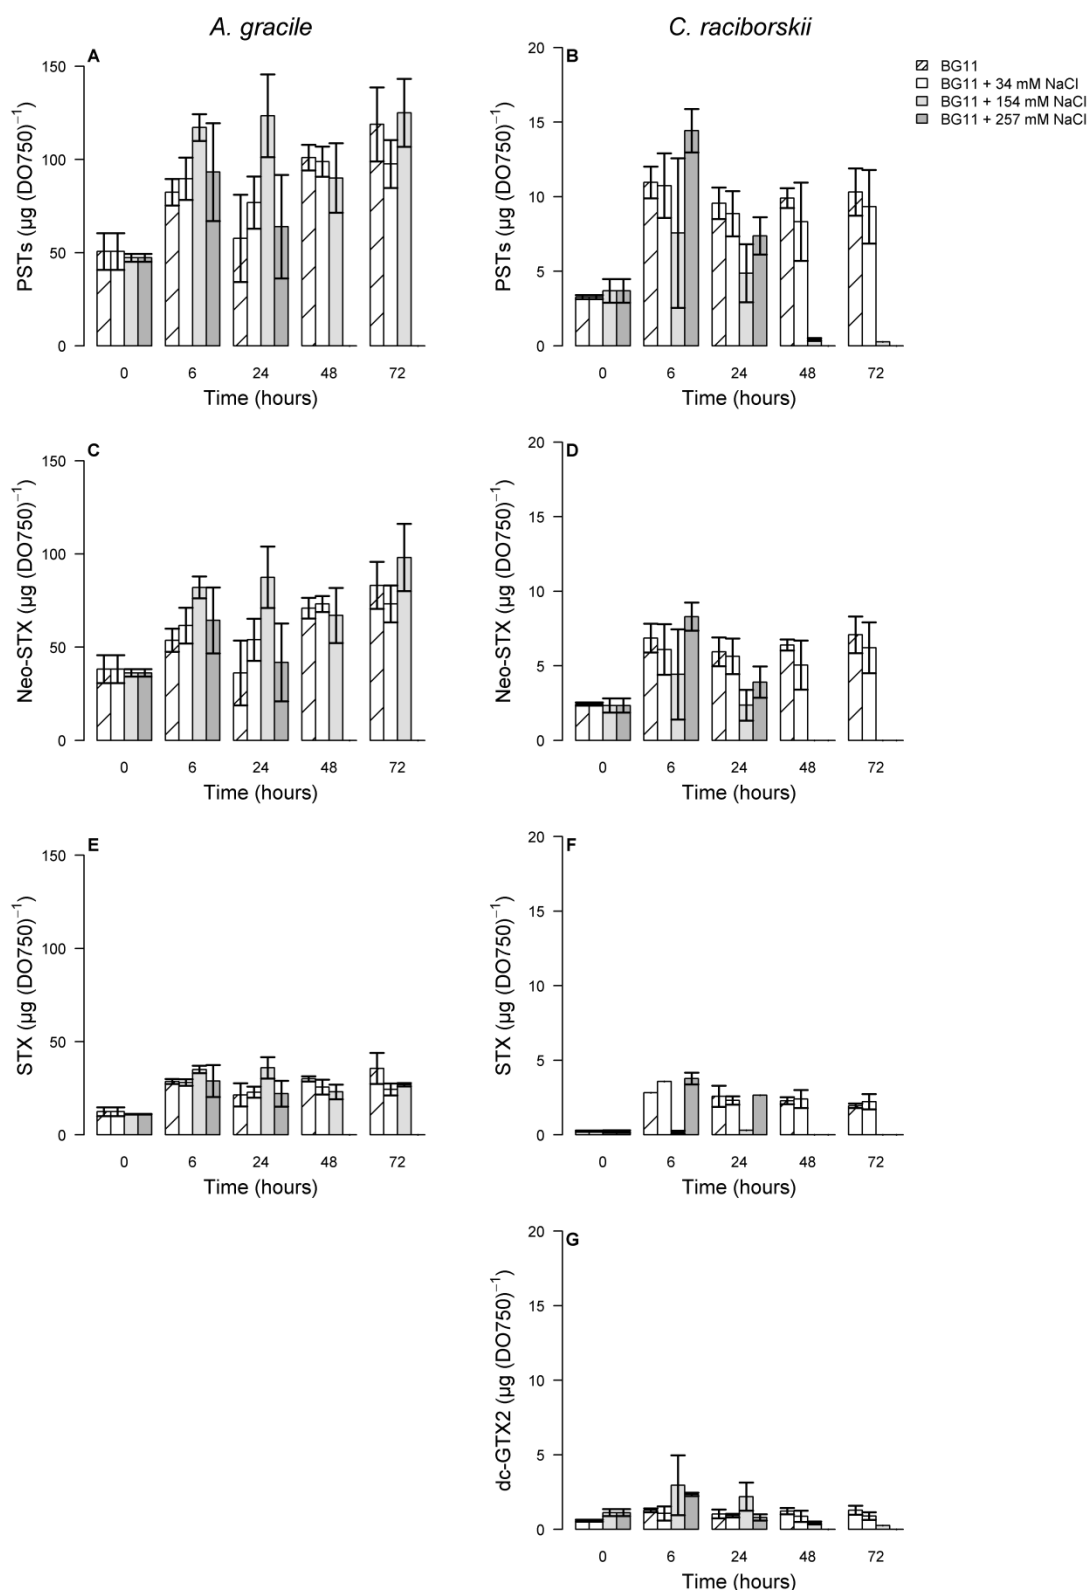 A. gracile
C. raciborskii
BG11
BG11 + 34 mM NaCl
BG11 + 154 mM NaCl
BG11 + 257 mM NaCl
A
PSTs (µg (DO750)⁻¹)
150
100
50
0
0 6 24 48 72
Time (hours)
B
PSTs (µg (DO750)⁻¹)
20
15
10
5
0
0 6 24 48 72
Time (hours)
C
Neo-STX (µg (DO750)⁻¹)
150
100
50
0
0 6 24 48 72
Time (hours)
D
Neo-STX (µg (DO750)⁻¹)
20
15
10
5
0
0 6 24 48 72
Time (hours)
E
STX (µg (DO750)⁻¹)
150
100
50
0
0 6 24 48 72
Time (hours)
F
STX (µg (DO750)⁻¹)
20
15
10
5
0
0 6 24 48 72
Time (hours)
G
dc-GTX2 (µg (DO750)⁻¹)
20
15
10
5
0
0 6 24 48 72
Time (hours)